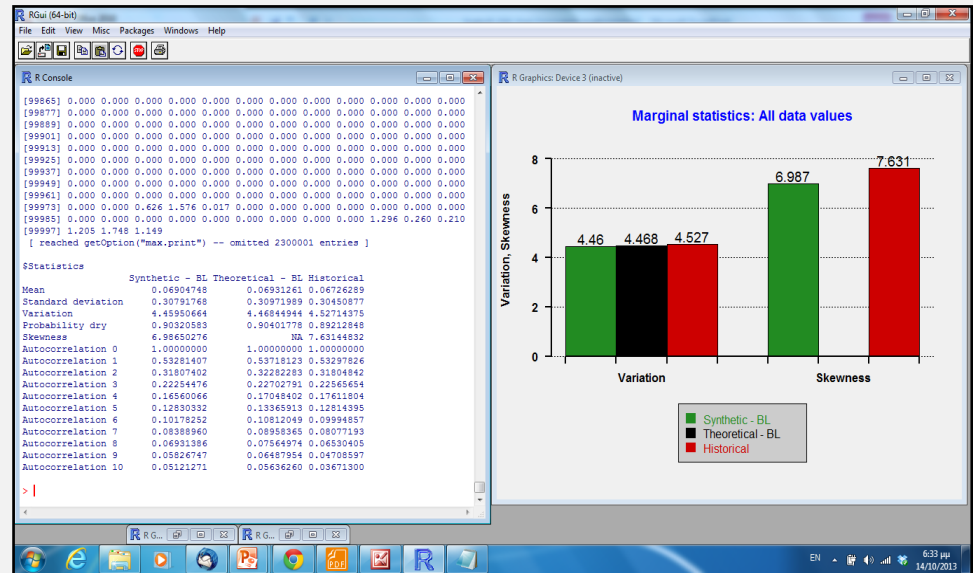 RGui (64-bit)
File Edit View Misc Packages Windows Help
R Console
[99865] 0.000 0.000 0.000 0.000 0.000 0.000 0.000 0.000 0.000 0.000 0.000 0.000
[99877] 0.000 0.000 0.000 0.000 0.000 0.000 0.000 0.000 0.000 0.000 0.000 0.000
[99889] 0.000 0.000 0.000 0.000 0.000 0.000 0.000 0.000 0.000 0.000 0.000 0.000
[99901] 0.000 0.000 0.000 0.000 0.000 0.000 0.000 0.000 0.000 0.000 0.000 0.000
[99913] 0.000 0.000 0.000 0.000 0.000 0.000 0.000 0.000 0.000 0.000 0.000 0.000
[99925] 0.000 0.000 0.000 0.000 0.000 0.000 0.000 0.000 0.000 0.000 0.000 0.000
[99937] 0.000 0.000 0.000 0.000 0.000 0.000 0.000 0.000 0.000 0.000 0.000 0.000
[99949] 0.000 0.000 0.000 0.000 0.000 0.000 0.000 0.000 0.000 0.000 0.000 0.000
[99961] 0.000 0.000 0.000 0.000 0.000 0.000 0.000 0.000 0.000 0.000 0.000 0.000
[99973] 0.000 0.000 0.626 1.576 0.017 0.000 0.000 0.000 0.000 0.000 0.000 0.000
[99985] 0.000 0.000 0.000 0.000 0.000 0.000 0.000 0.000 0.000 1.296 0.260 0.210
[99997] 1.205 1.748 1.149
[ reached getOption("max.print") -- omitted 2300001 entries ]
$Statistics
Synthetic - BL Theoretical - BL Historical
Mean 0.06904748 0.06931261 0.06726289
Standard deviation 0.30791768 0.30971989 0.30450877
Variation 4.45950664 4.46844944 4.52714375
Probability dry 0.90320583 0.90401778 0.89212848
Skewness 6.98650276 NA 7.63144832
Autocorrelation 0 1.00000000 1.00000000 1.00000000
Autocorrelation 1 0.53281407 0.53718123 0.53297826
Autocorrelation 2 0.31807402 0.32282283 0.31804842
Autocorrelation 3 0.22254476 0.22702791 0.22565654
Autocorrelation 4 0.16560066 0.17048402 0.17611804
Autocorrelation 5 0.12830332 0.13365913 0.12814395
Autocorrelation 6 0.10178252 0.10812049 0.09994857
Autocorrelation 7 0.08388960 0.08958365 0.08077193
Autocorrelation 8 0.06931386 0.07564974 0.06530405
Autocorrelation 9 0.05826747 0.06487954 0.04708597
Autocorrelation 10 0.05121271 0.05636260 0.03671300
>
R Graphics: Device 3 (inactive)
Marginal statistics: All data values
Variation, Skewness
8
6
4
2
0
4.46 4.468 4.527
6.987 7.631
Variation Skewness
Synthetic - BL
Theoretical - BL
Historical
R G...
R G...
EN
6:33 μμ
14/10/2013